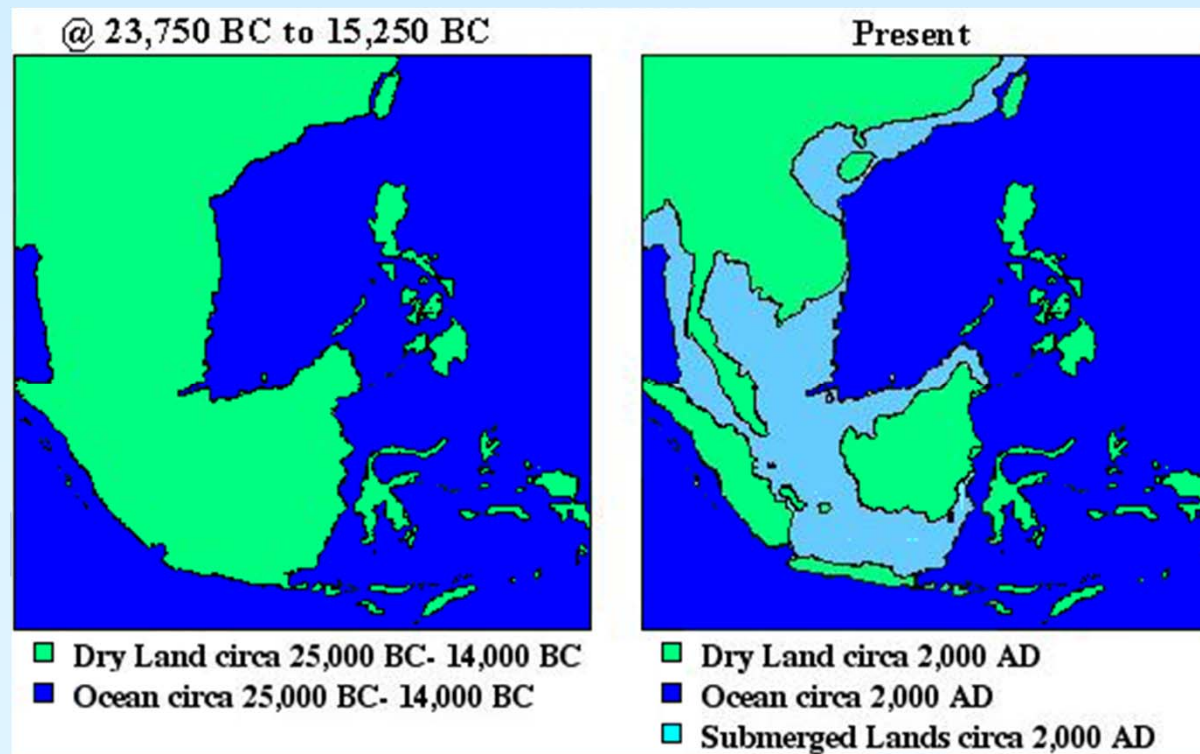 @ 23,750 BC to 15,250 BC
Dry Land circa 25,000 BC- 14,000 BC
Ocean circa 25,000 BC- 14,000 BC
Present
Dry Land circa 2,000 AD
Ocean circa 2,000 AD
Submerged Lands circa 2,000 AD